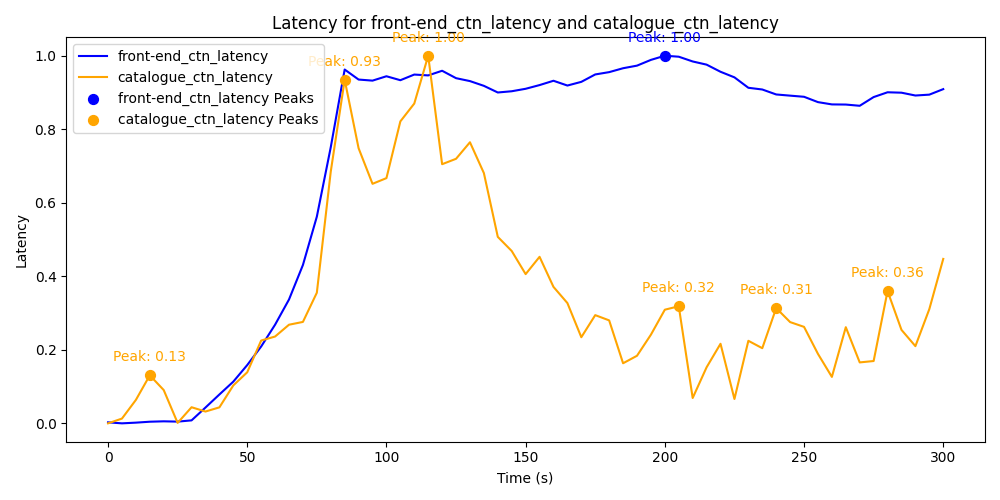 Latency for front-end_ctn_latency and catalogue_ctn_latency
Peak: 1.00
Peak: 1.00
Peak: 0.93
front-end_ctn_latency
catalogue_ctn_latency
front-end_ctn_latency Peaks
catalogue_ctn_latency Peaks
Peak: 0.13
Peak: 0.32
Peak: 0.31
Peak: 0.36
Latency
1.0
0.8
0.6
0.4
0.2
0.0
0
50
100
150
200
250
300
Time (s)